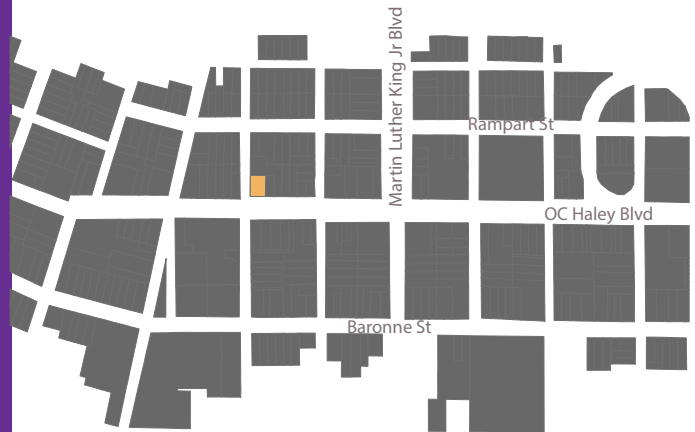 Martin Luther King Jr Blvd
Rampart St
OC Haley Blvd
Baronne St